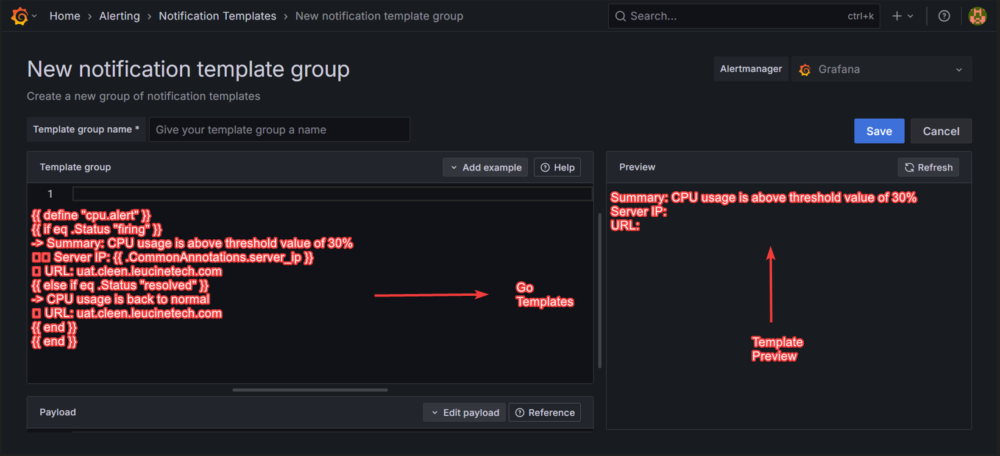 Home › Alerting › Notification Templates › New notification template group
Search... ctrl+k
New notification template group
Alertmanager Grafana
Create a new group of notification templates
Template group name * Give your template group a name
Save Cancel
Template group Add example Help
1
{{ define "cpu.alert" }}
{{ if eq .Status "firing" }}
-> Summary: CPU usage is above threshold value of 30%
Server IP: {{ .CommonAnnotations.server_ip }}
URL: uat.cleen.leucinetech.com
{{ else if eq .Status "resolved" }}
-> CPU usage is back to normal
URL: uat.cleen.leucinetech.com
{{ end }}
{{ end }}
Go
Templates
Preview Refresh
Summary: CPU usage is above threshold value of 30%
Server IP:
URL:
Template
Preview
Payload Edit payload Reference